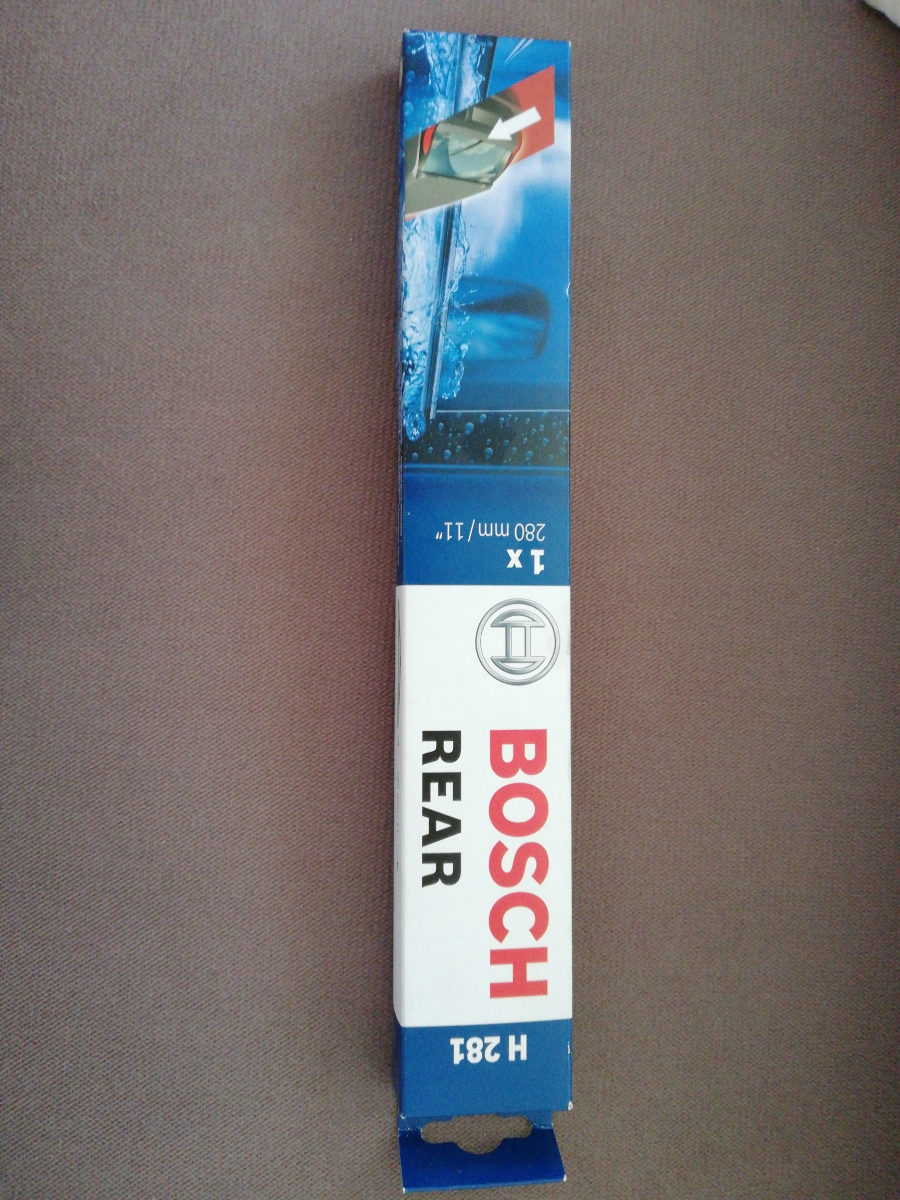 H 281
BOSCH
REAR
1 x
280 mm / 11"